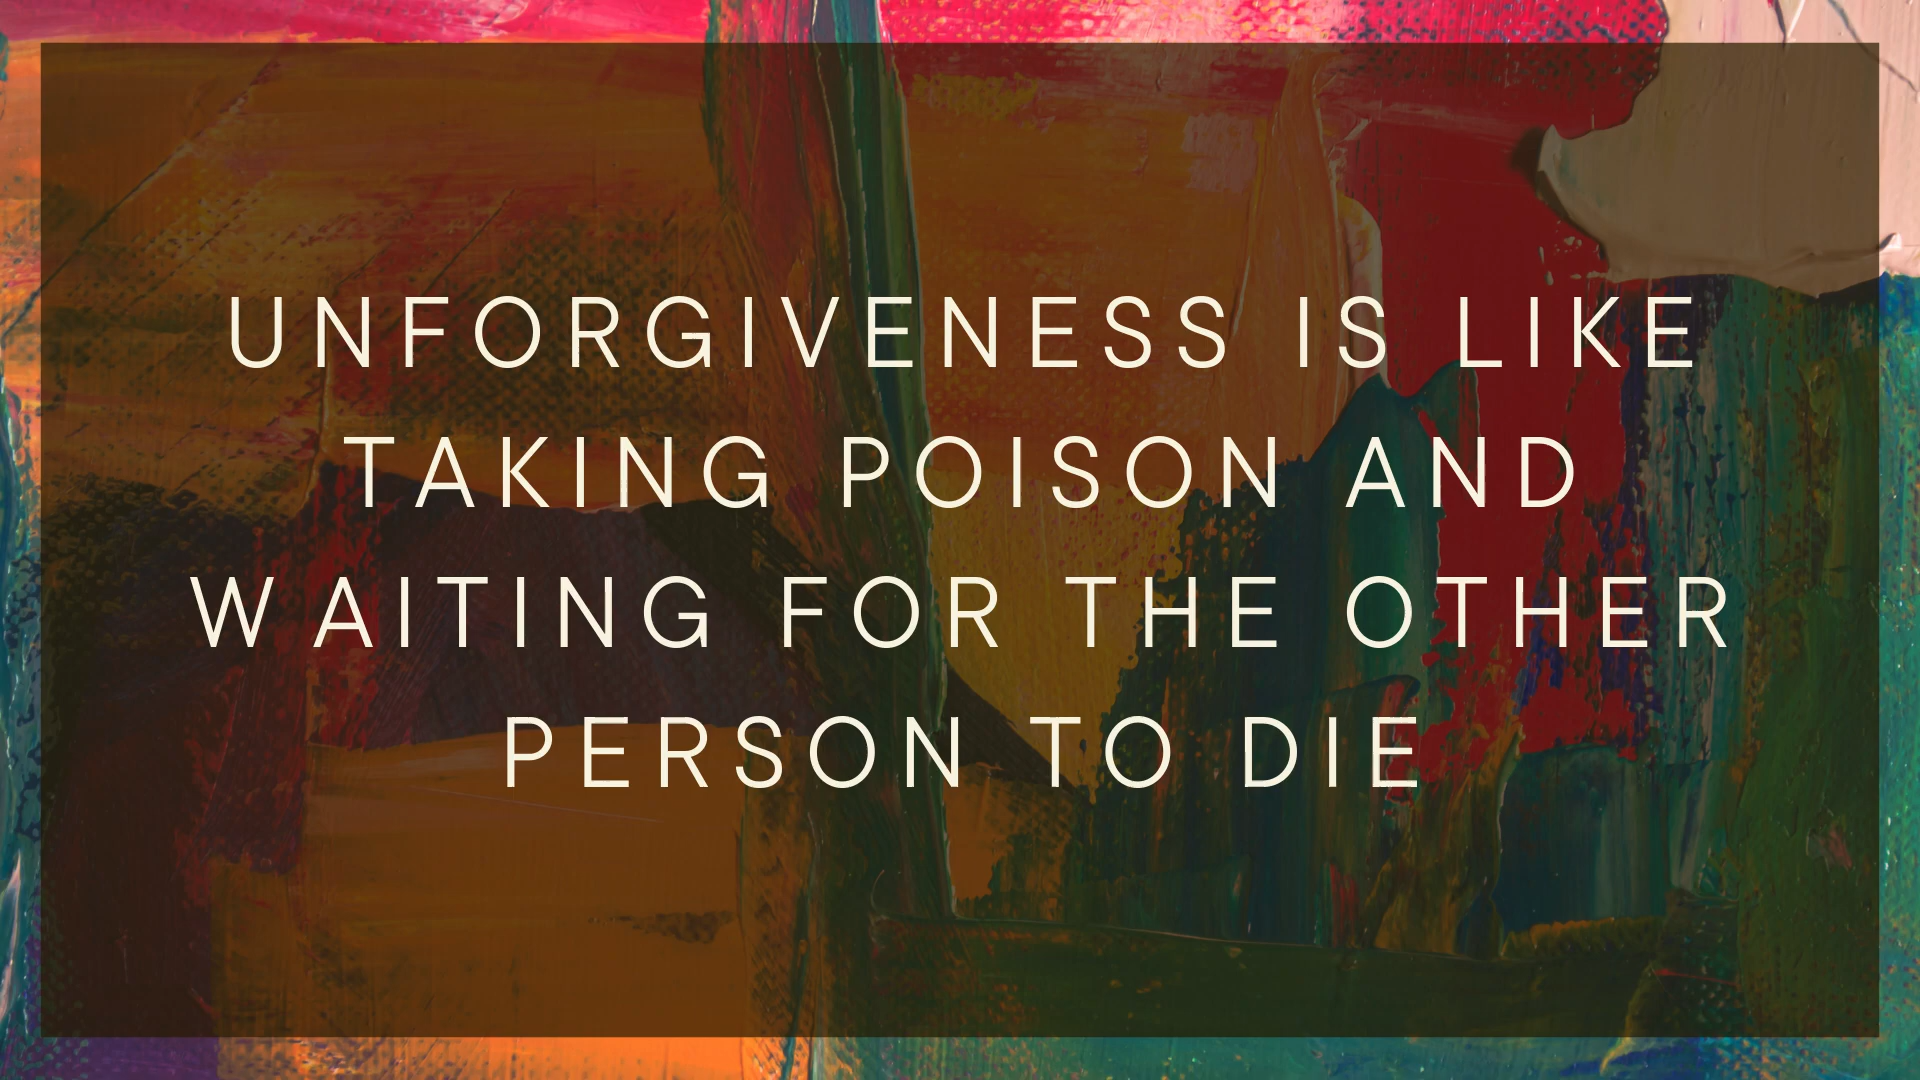 UNFORGIVENESS IS LIKE
TAKING POISON AND
WAITING FOR THE OTHER
PERSON TO DIE